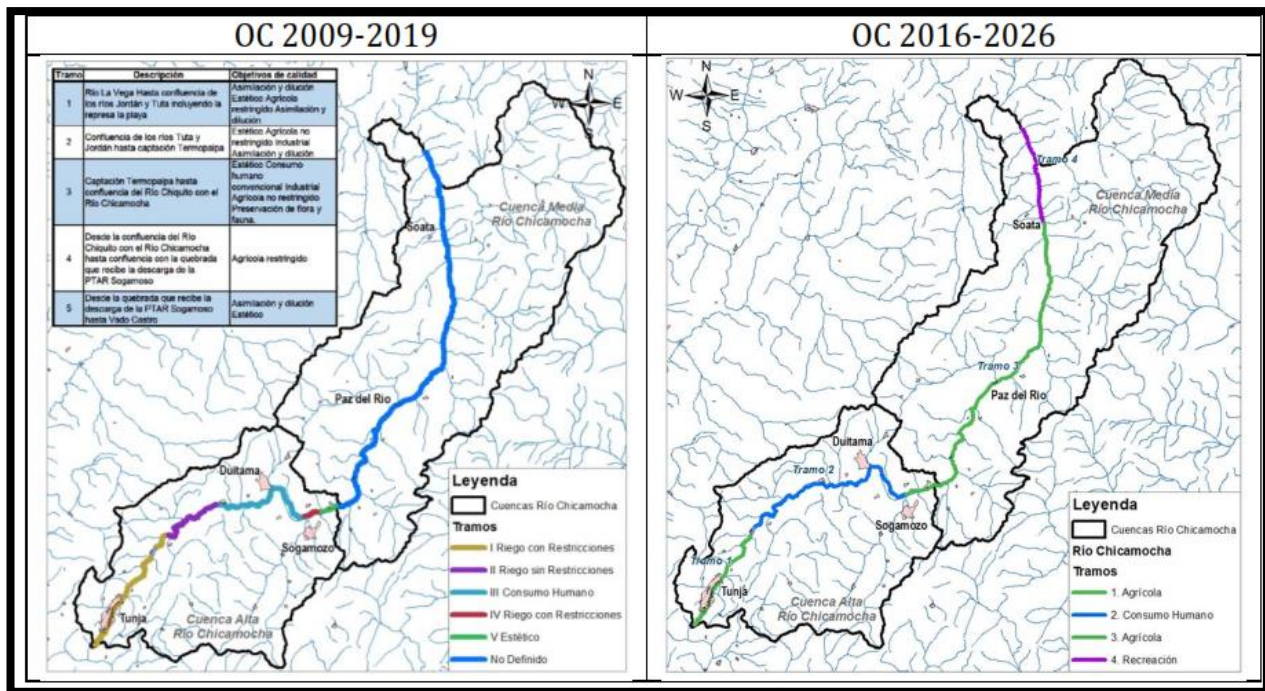 OC 2009-2019
OC 2016-2026
Tramo Descripción Objetivos de calidad
1
Rio La Vega Hasta confluencia de
los rios Jordán y Tuta incluyendo la
represa la playa
Asimilación y dilución
Estético Agrícola
restringido Asimilación y
dilución
2
Confluencia de los rios Tuta y
Jordán hasta captación Termopaipa
Estético Agrícola no
restringido Industrial
Asimilación y dilución
3
Captación Termopaipa hasta
confluencia del Río Chiquito con el
Río Chicamocha
Estético Consumo
humano
convencional Industrial
Agrícola no restringido
Preservación de flora y
fauna.
4
Desde la confluencia del Río
Chiquito con el Río Chicamocha
hasta confluencia con la quebrada
que recibe la descarga de la
PTAR Sogamoso
Agrícola restringido
5
Desde la quebrada que recibe la
descarga de la PTAR Sogamoso
hasta Vado Castro
Asimilación y dilución
Estético
N
W E
S
Cuenca Media
Río Chicamocha
Soata
Paz del Rio
Duitama
Sogamozo
Tunja
Cuenca Alta
Río Chicamocha
Leyenda
Cuencas Río Chicamocha
Tramos
I Riego con Restricciones
II Riego sin Restricciones
III Consumo Humano
IV Riego con Restricciones
V Estético
No Definido
N
W E
S
Tramo 4
Cuenca Media
Río Chicamocha
Soata
Tramo 3
Paz del Rio
Duitama
Tramo 2
Sogamozo
Tramo 1
Tunja
Cuenca Alta
Río Chicamocha
Leyenda
Cuencas Río Chicamocha
Río Chicamocha
Tramos
1. Agrícola
2. Consumo Humano
3. Agrícola
4. Recreación